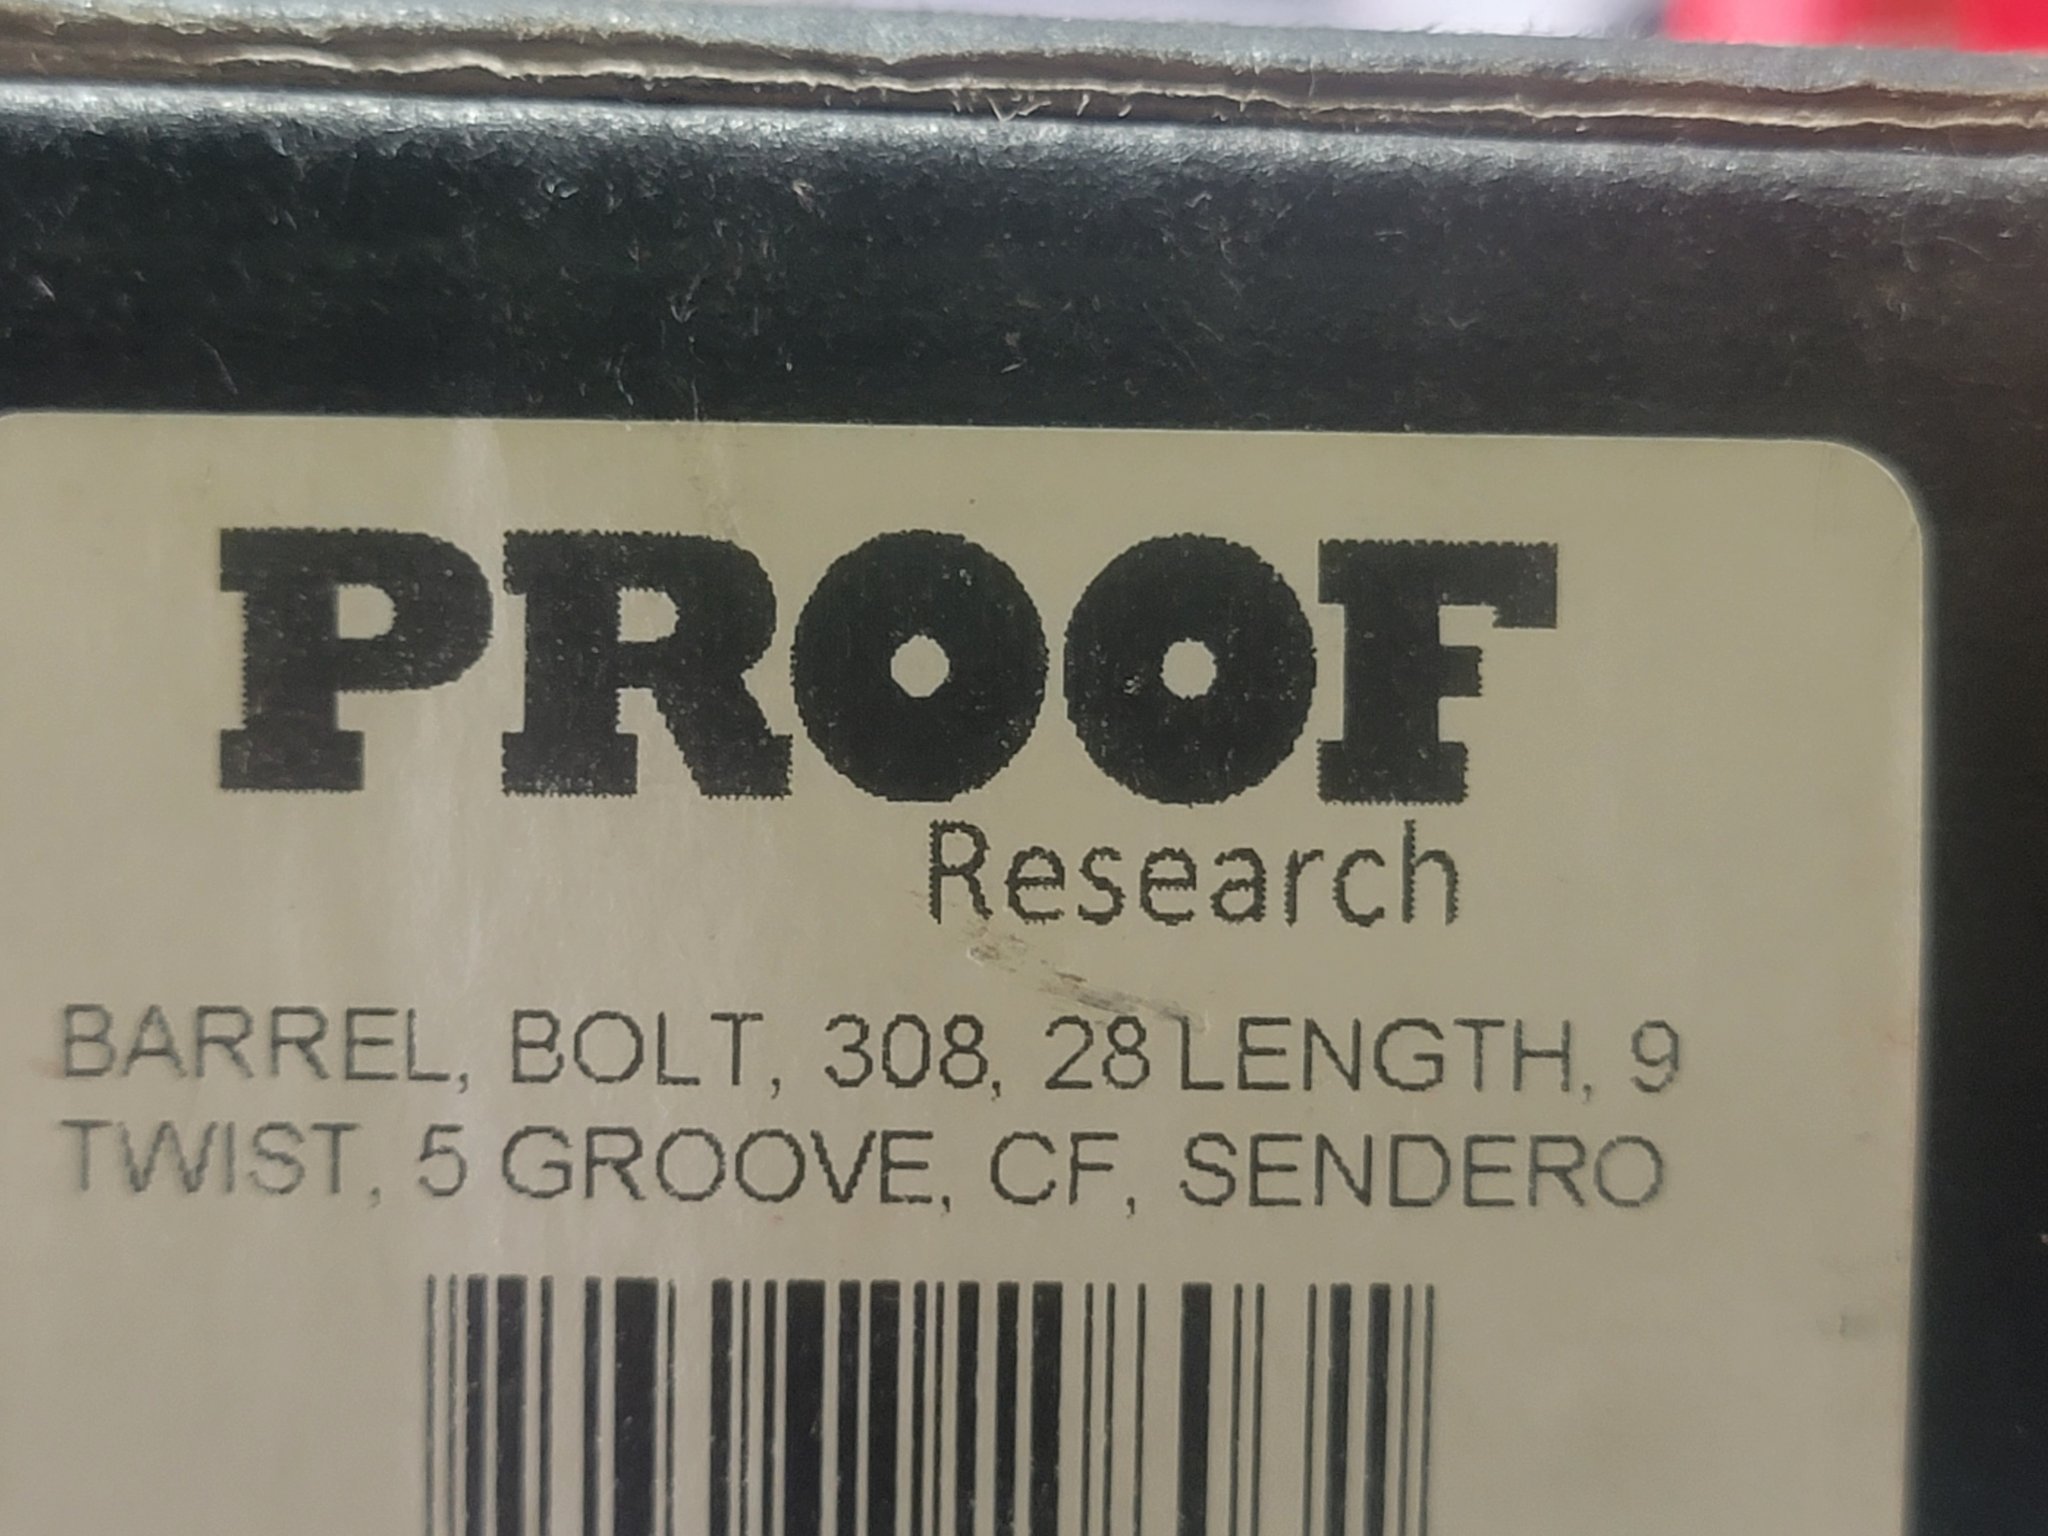 PROOF
Research
BARREL, BOLT, 308, 28 LENGTH, 9
TWIST, 5 GROOVE, CF, SENDERO